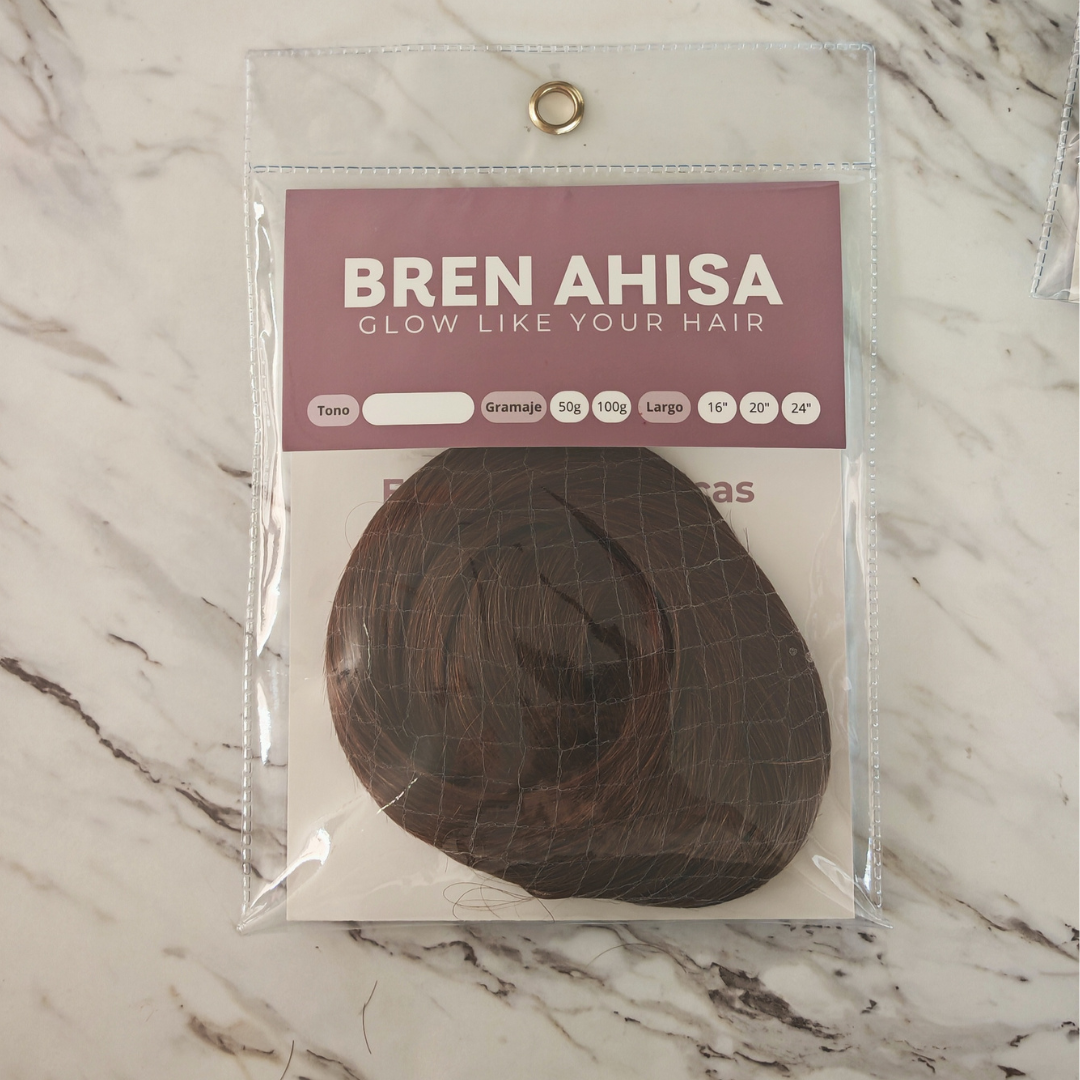 BREN AHISA
GLOW LIKE YOUR HAIR
Tono Gramaje 50g 100g Largo 16" 20" 24"